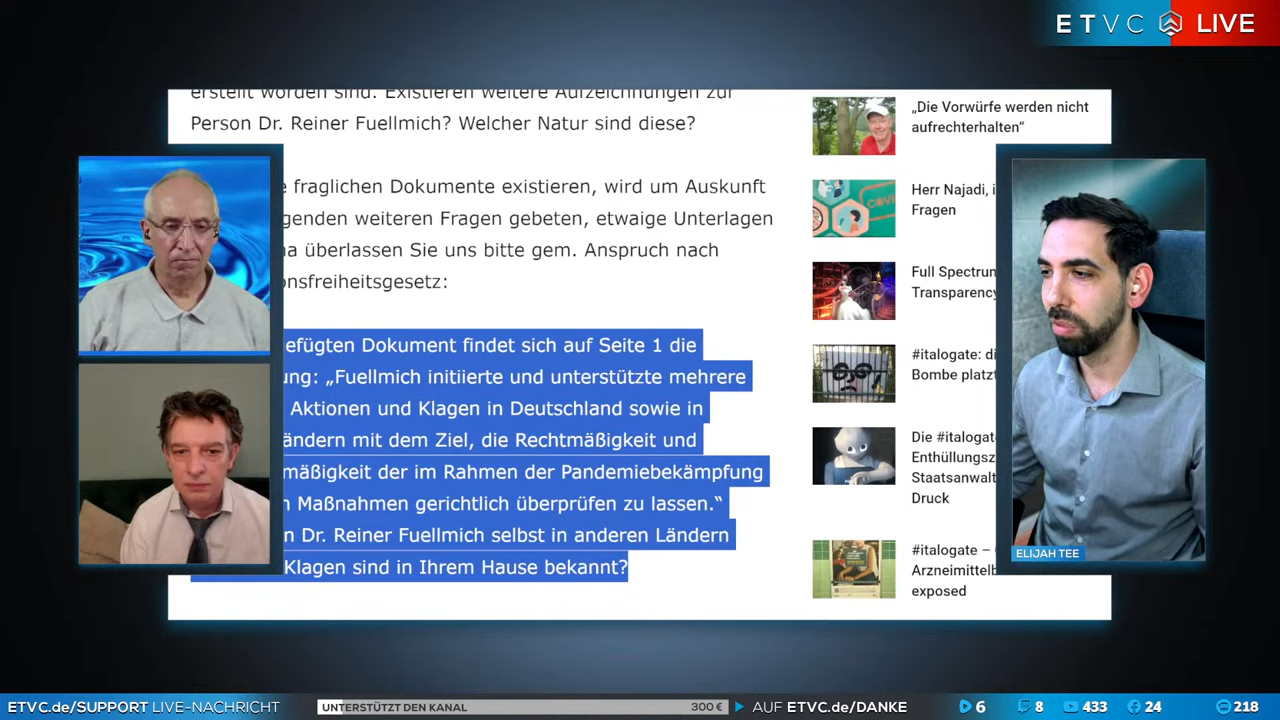 ETVC LIVE
erstellt worden sind. Existieren weitere Aufzeichnungen zur
Person Dr. Reiner Fuellmich? Welcher Natur sind diese?
fraglichen Dokumente existieren, wird um Auskunft
genden weiteren Fragen gebeten, etwaige Unterlagen
überlassen Sie uns bitte gem. Anspruch nach
onsfreiheitsgesetz:
efügten Dokument findet sich auf Seite 1 die
ung: „Fuellmich initiierte und unterstützte mehrere
Aktionen und Klagen in Deutschland sowie in
ändern mit dem Ziel, die Rechtmäßigkeit und
mäßigkeit der im Rahmen der Pandemiebekämpfung
Maßnahmen gerichtlich überprüfen zu lassen.“
Dr. Reiner Fuellmich selbst in anderen Ländern
Klagen sind in Ihrem Hause bekannt?
„Die Vorwürfe werden nicht
aufrechterhalten“
Herr Najadi, i
Fragen
Full Spectrum
Transparency
#italogate: di
Bombe platzt
Die #italogate
Enthüllungsz
Staatsanwalt
Druck
#italogate –
Arzneimittelb
exposed
ELIJAH TEE
ETVC.de/SUPPORT LIVE-NACHRICHT
UNTERSTÜTZT DEN KANAL
300 €
AUF ETVC.de/DANKE
6
8
433
24
218